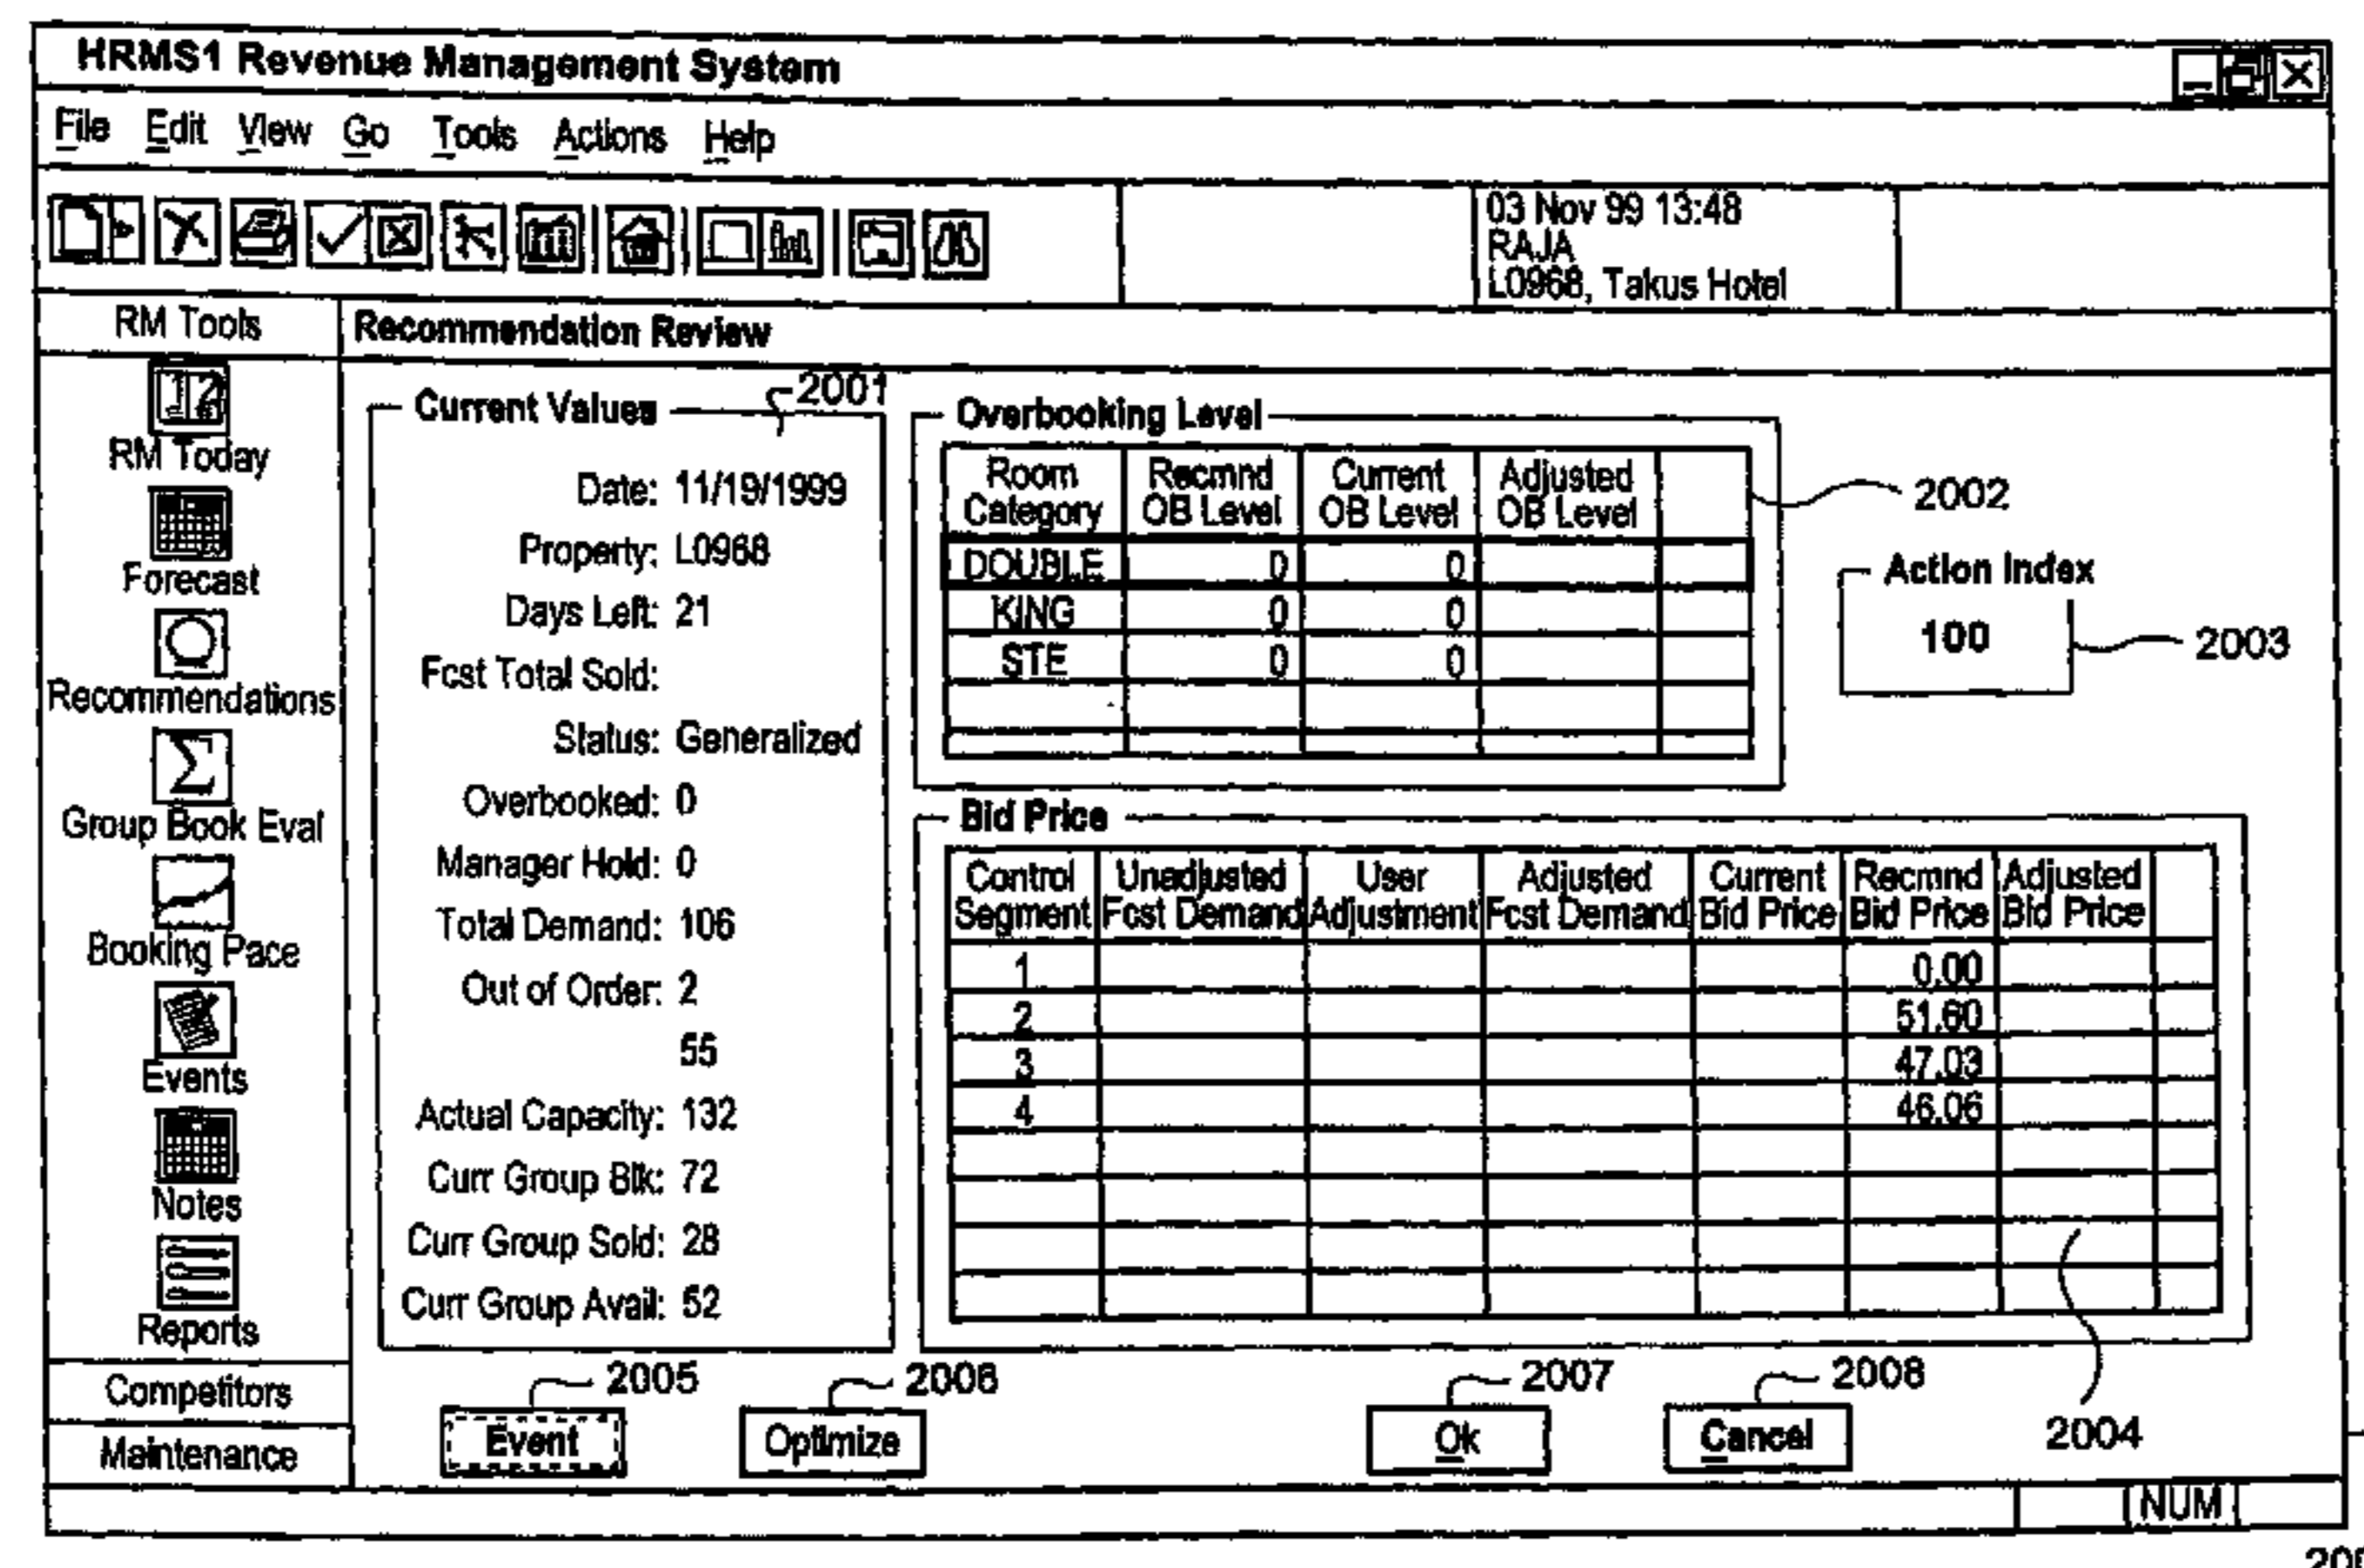 HRMS1 Revenue Management System
File Edit View Go Tools Actions Help
03 Nov 99 13:48
RAJA
L0968, Takus Hotel
RM Tools
RM Today
Forecast
Recommendations
Group Book Eval
Booking Pace
Events
Notes
Reports
Competitors
Maintenance
Recommendation Review
Current Values
2001
Date: 11/19/1999
Property: L0968
Days Left: 21
Fcst Total Sold:
Status: Generalized
Overbooked: 0
Manager Hold: 0
Total Demand: 106
Out of Order: 2
55
Actual Capacity: 132
Curr Group Blk: 72
Curr Group Sold: 28
Curr Group Avail: 52
Overbooking Level
Room Category Recmnd OB Level Current OB Level Adjusted OB Level
DOUBLE 0 0
KING 0 0
STE 0 0
2002
Action Index
100
2003
Bid Price
Control Segment Unadjusted Fcst Demand User Adjustment Adjusted Fcst Demand Current Bid Price Recmnd Bid Price Adjusted Bid Price
1 0.00
2 51.60
3 47.03
4 46.06
2004
2005
Event
2006
Optimize
2007
Ok
2008
Cancel
NUM